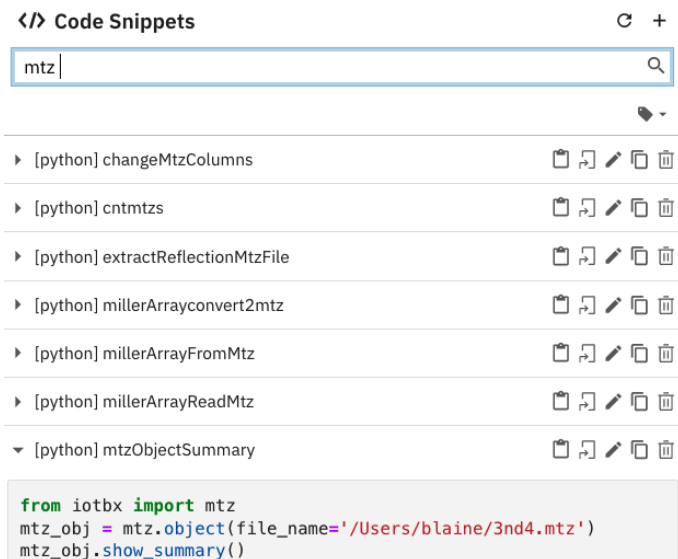 </> Code Snippets
mtz
[python] changeMtzColumns
[python] cntmtzs
[python] extractReflectionMtzFile
[python] millerArrayconvert2mtz
[python] millerArrayFromMtz
[python] millerArrayReadMtz
[python] mtzObjectSummary
from iotbx import mtz
mtz_obj = mtz.object(file_name='/Users/blaine/3nd4.mtz')
mtz_obj.show_summary()